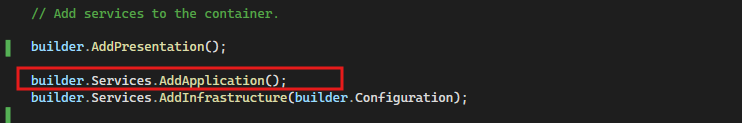 // Add services to the container.
builder.AddPresentation();
builder.Services.AddApplication();
builder.Services.AddInfrastructure(builder.Configuration);